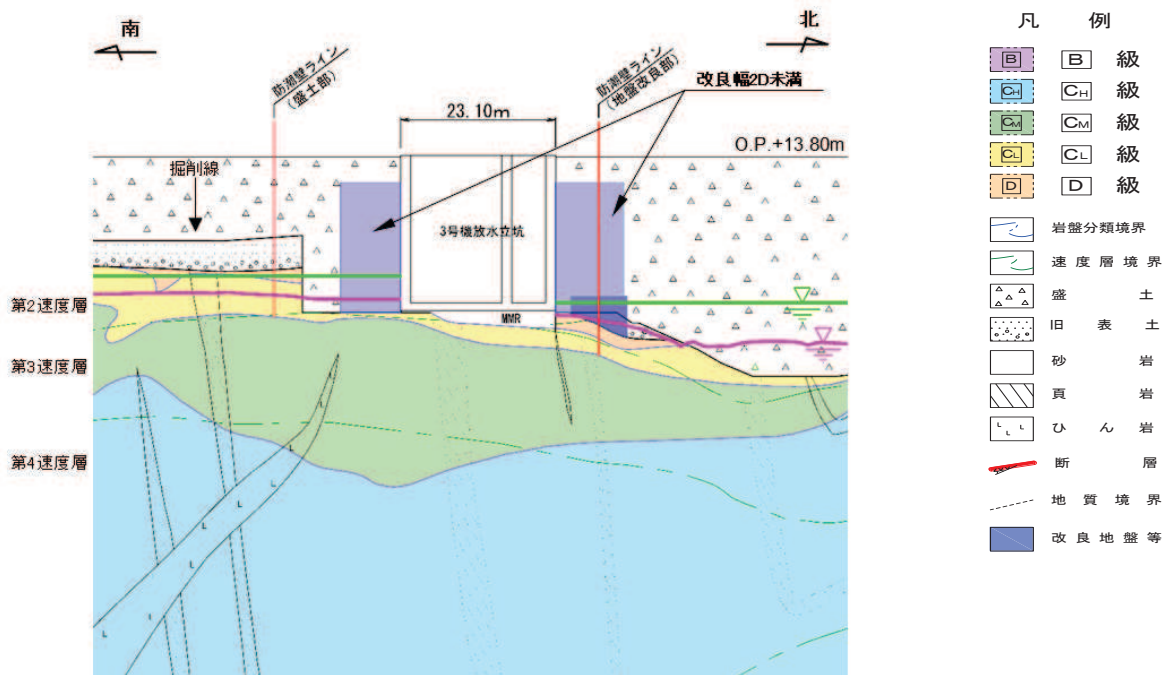 南
北
防潮壁ライン
(盛土部)
防潮壁ライン
(地盤改良部)
改良幅2D未満
23.10m
O.P.+13.80m
掘削線
3号機放水立坑
MMR
第2速度層
第3速度層
第4速度層
L
L
L
L
L
L
凡 例
B B 級
CH CH 級
CM CM 級
CL CL 級
D D 級
岩盤分類境界
速度層境界
盛土
旧表土
砂岩
頁岩
L L L ひん岩
断層
地質境界
改良地盤等